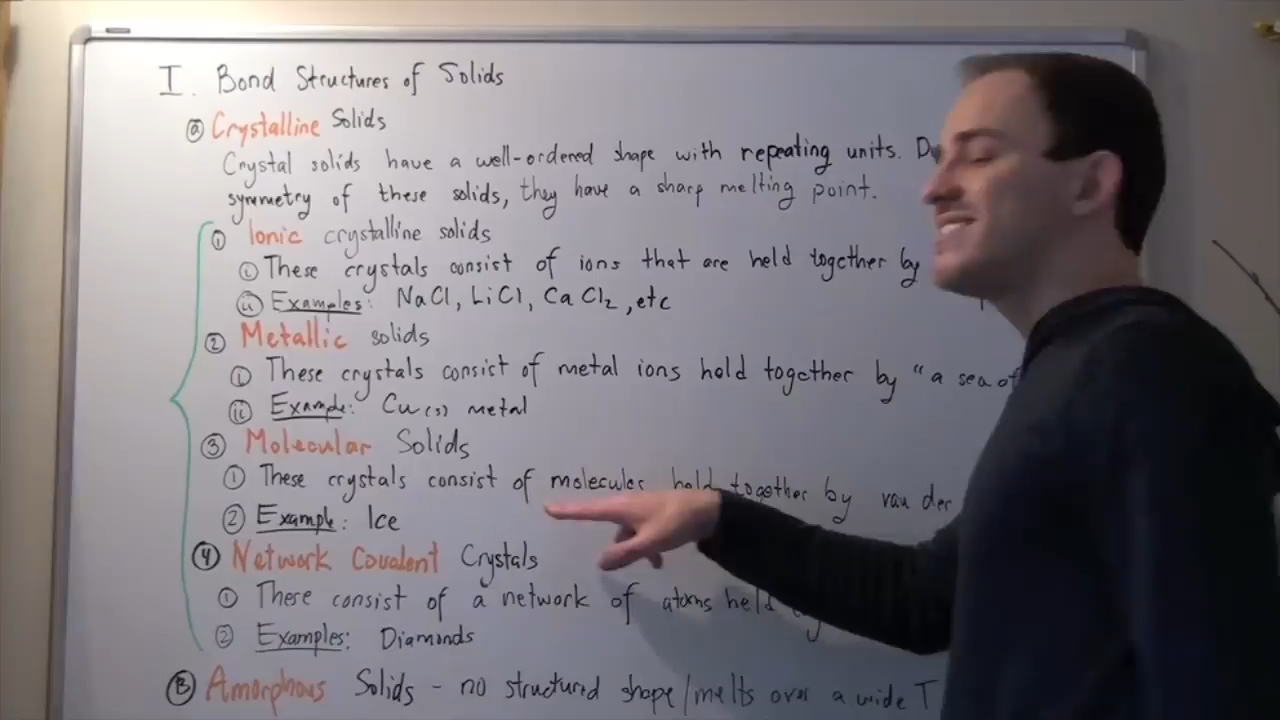 I. Bond Structures of Solids
ⓐ Crystalline Solids
Crystal solids have a well-ordered shape with repeating units.
symmetry of these solids, they have a sharp melting point.
① Ionic crystalline solids
ⓘ These crystals consist of ions that are held together by
ⓘⓘ Examples: NaCl, LiCl, CaCl2, etc
② Metallic solids
ⓘ These crystals consist of metal ions held together by "a sea of
ⓘⓘ Example: Cu(s) metal
③ Molecular Solids
① These crystals consist of molecules held together by van der
② Example: Ice
④ Network Covalent Crystals
① These consist of a network of atoms held
② Examples: Diamonds
Ⓑ Amorphous Solids - no structured shape/melts over a wide T